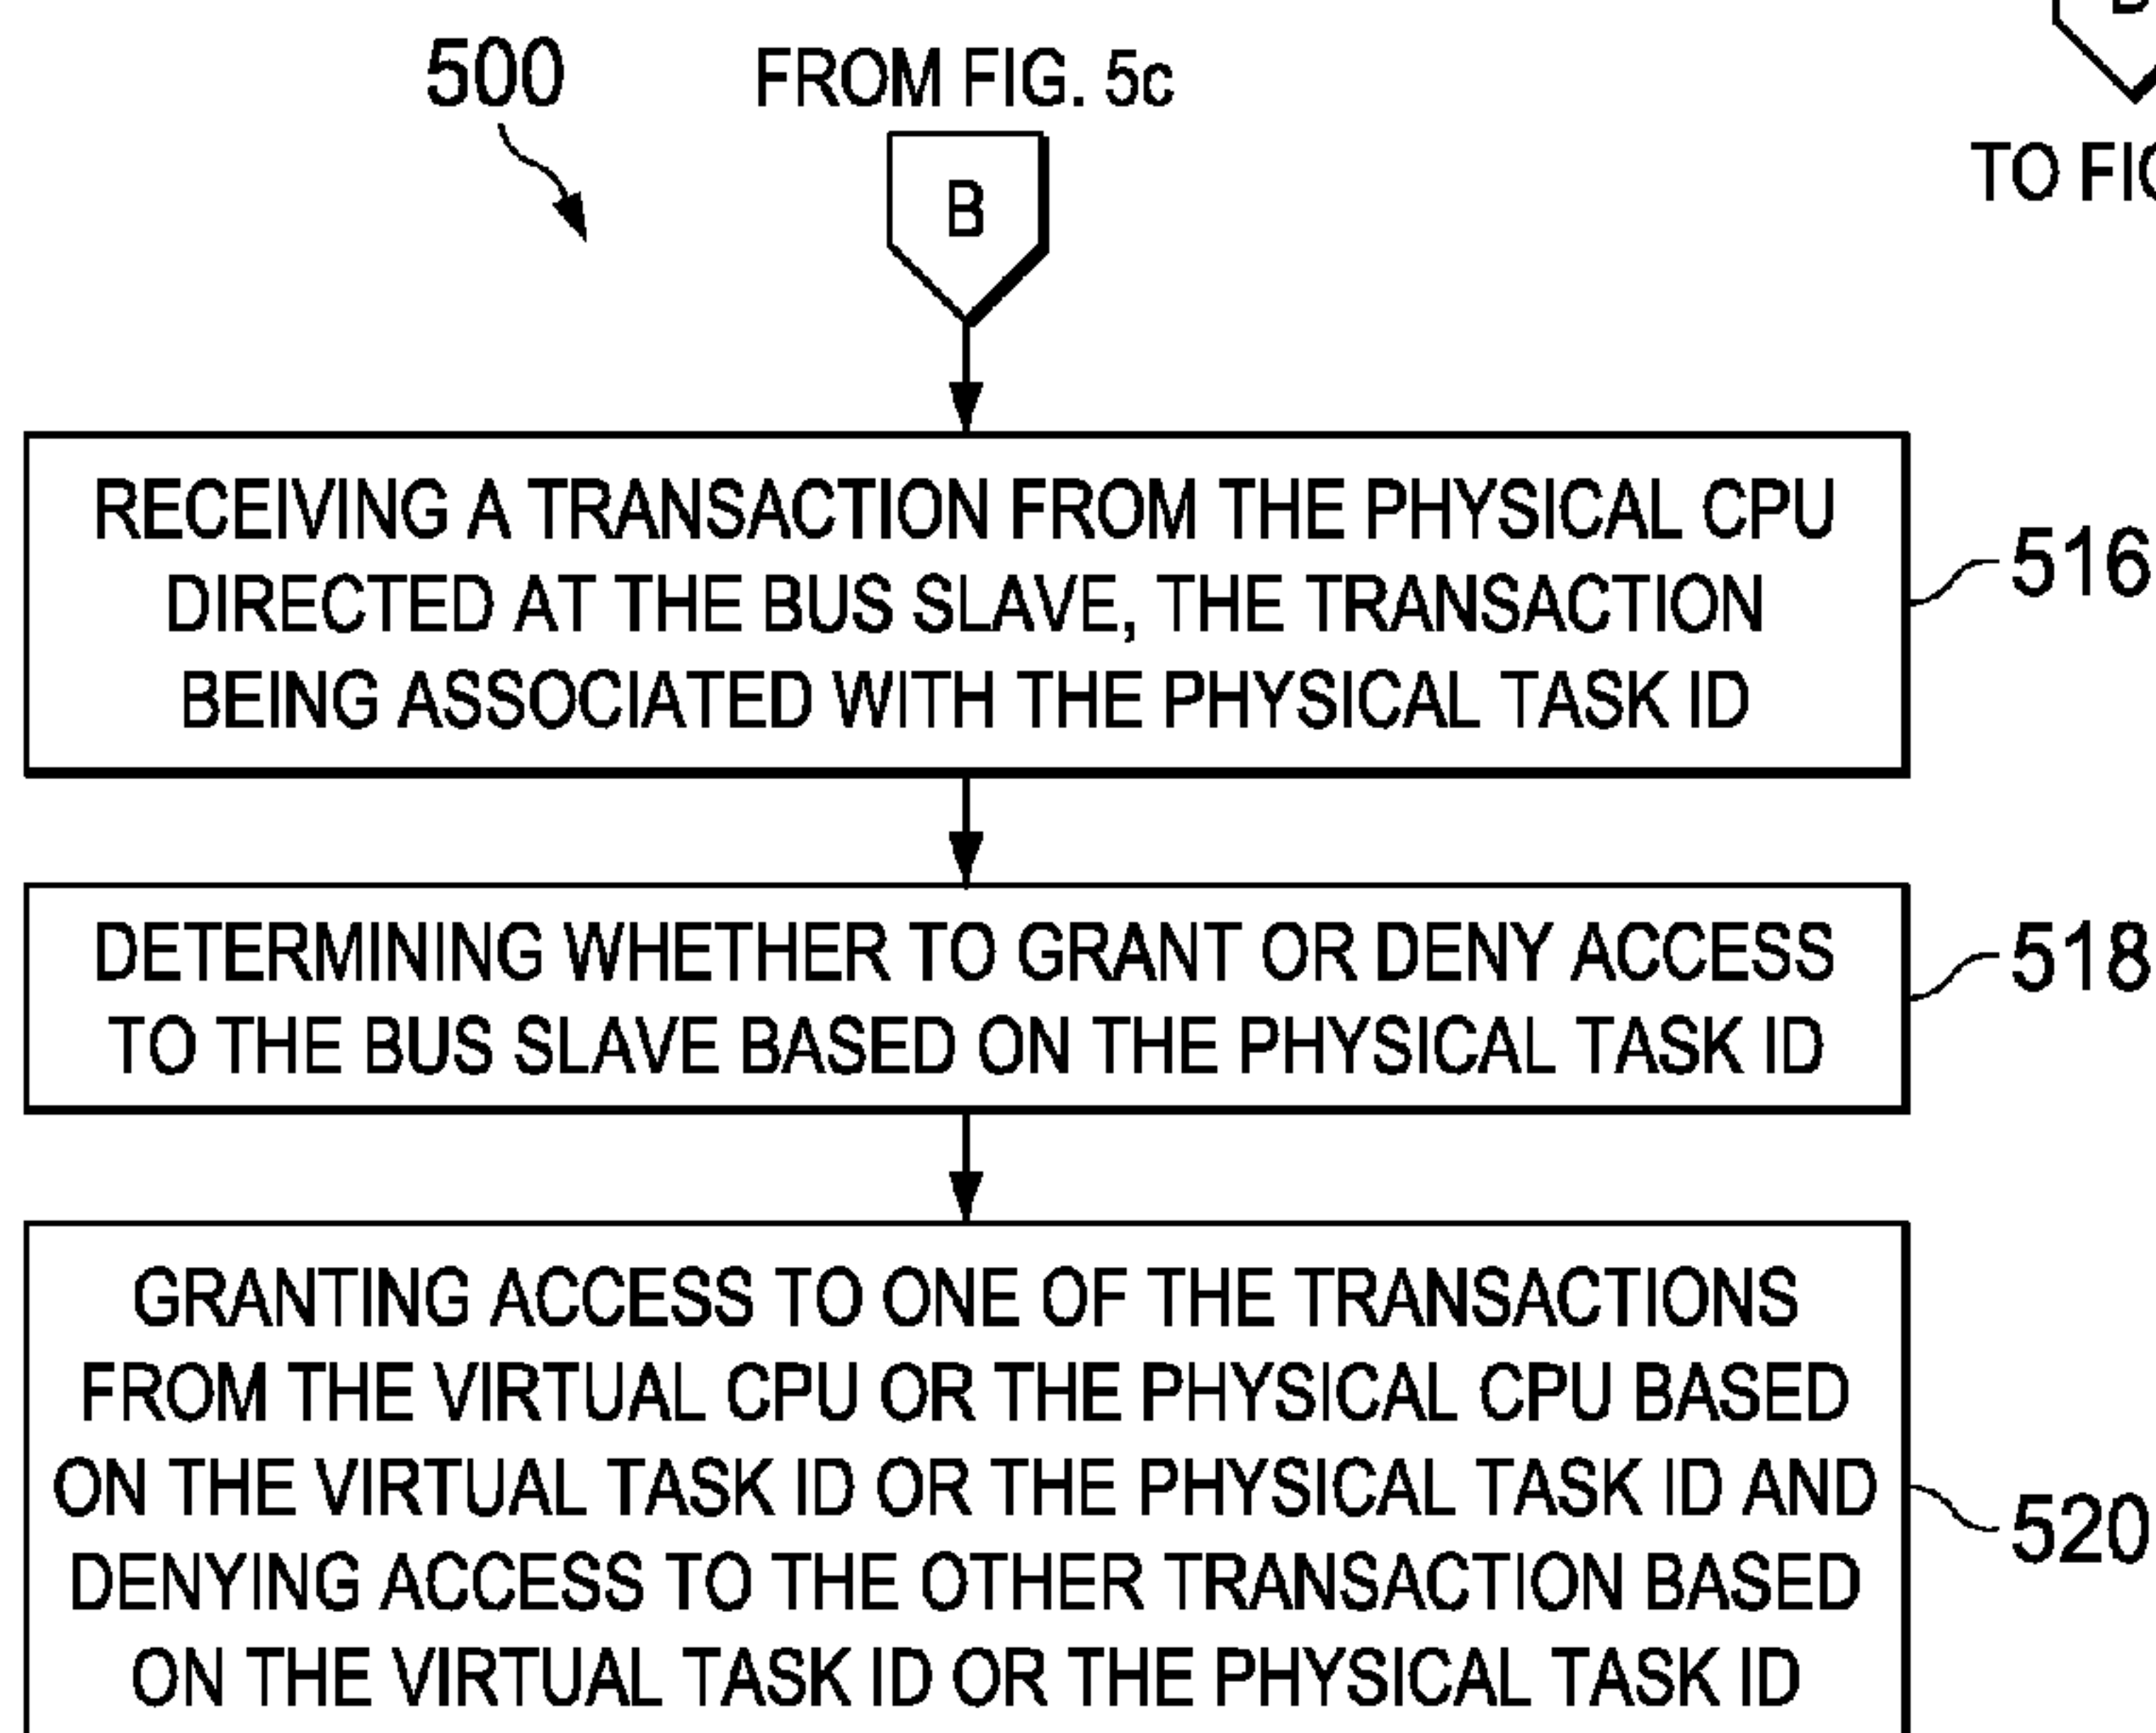 500
FROM FIG. 5c
B
TO
RECEIVING A TRANSACTION FROM THE PHYSICAL CPU
DIRECTED AT THE BUS SLAVE, THE TRANSACTION
BEING ASSOCIATED WITH THE PHYSICAL TASK ID
516
DETERMINING WHETHER TO GRANT OR DENY ACCESS
TO THE BUS SLAVE BASED ON THE PHYSICAL TASK ID
518
GRANTING ACCESS TO ONE OF THE TRANSACTIONS
FROM THE VIRTUAL CPU OR THE PHYSICAL CPU BASED
ON THE VIRTUAL TASK ID OR THE PHYSICAL TASK ID AND
DENYING ACCESS TO THE OTHER TRANSACTION BASED
ON THE VIRTUAL TASK ID OR THE PHYSICAL TASK ID
520